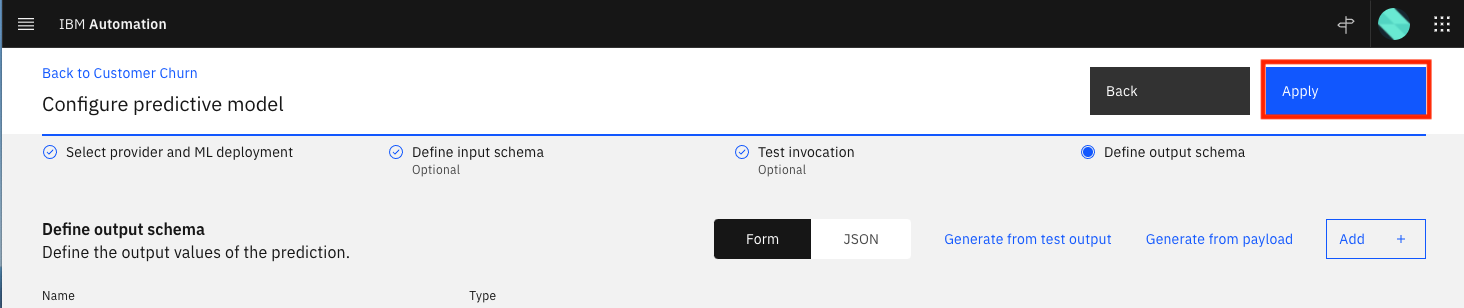 IBM Automation
Back to Customer Churn
Configure predictive model
Back
Apply
Select provider and ML deployment
Define input schema
Optional
Test invocation
Optional
Define output schema
Define output schema
Define the output values of the prediction.
Form
JSON
Generate from test output
Generate from payload
Add +
Name
Type